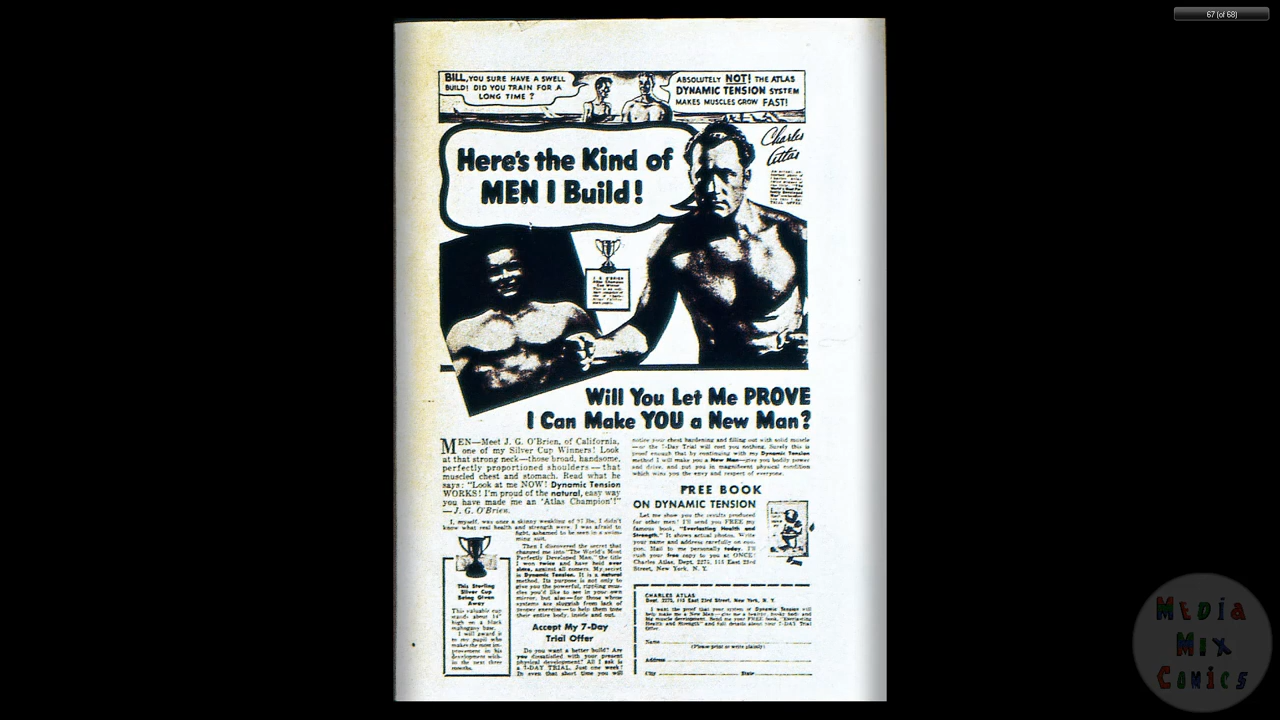 67 (of 68)
BILL, YOU SURE HAVE A SWELL
BUILD! DID YOU TRAIN FOR A
LONG TIME?
ABSOLUTELY NOT! THE ATLAS
DYNAMIC TENSION SYSTEM
MAKES MUSCLES GROW FAST!
Here's the Kind of
MEN I Build!
Charles
Atlas
J. G. O'BRIEN
Atlas Champion
Cup Winner
Will You Let Me PROVE
I Can Make YOU a New Man?
MEN—Meet J. G. O'Brien, of California,
one of my Silver Cup Winners! Look
at that strong neck—those broad, handsome,
perfectly proportioned shoulders—that
muscled chest and stomach. Read what he
says: "Look at me NOW! Dynamic Tension
WORKS! I'm proud of the natural, easy way
you have made me an 'Atlas Champion'!"
—J. G. O'Brien.
I, myself, was once a skinny weakling of 97 lbs. I didn't
know what real health and strength were. I was afraid to
fight, ashamed to be seen in a swim-
ming suit.
Then I discovered the secret that
changed me into "The World's Most
Perfectly Developed Man," the title
I won twice and have held ever
since, against all comers. My secret
is Dynamic Tension. It is a natural
method. Its purpose is not only to
give you the powerful, rippling mus-
cles you'd like to see in your own
mirror, but also—for those whose
systems are sluggish from lack of
proper exercise—to help them tone
their entire body, inside and out.
Accept My 7-Day
Trial Offer
Do you want a better build? Are
you dissatisfied with your present
physical development? All I ask is
a 7-DAY TRIAL. Just one week!
In even that short time you will
This Sterling
Silver Cup
Being Given
Away
This valuable cup
stands about 14"
high on a black
mahogany base.
I will award it
to my pupil who
makes the most im-
provement in his
development with-
in the next three
months.
notice your chest hardening and filling out with solid muscle
—or the 7-Day Trial will cost you nothing. Surely this is
proof enough that by continuing with my Dynamic Tension
method I will make you a New Man—give you bodily power
and drive, and put you in magnificent physical condition
which wins you the envy and respect of everyone.
FREE BOOK
ON DYNAMIC TENSION
Let me show you the results produced
for other men! I'll send you FREE my
famous book, "Everlasting Health and
Strength." It shows actual photos. Write
your name and address carefully on cou-
pon. Mail to me personally today. I'll
rush your free copy to you at ONCE!
Charles Atlas, Dept. 227S, 115 East 23rd
Street, New York, N. Y.
CHARLES ATLAS
Dept. 227S, 115 East 23rd Street, New York, N. Y.
I want the proof that your system of Dynamic Tension will
help make me a New Man—give me a healthy, husky body and
big muscle development. Send me your FREE book, "Everlasting
Health and Strength" and full details about your 7-DAY Trial
Offer.
Name
(Please print or write plainly)
Address
City State
MEDiA
MiX
COMiCS